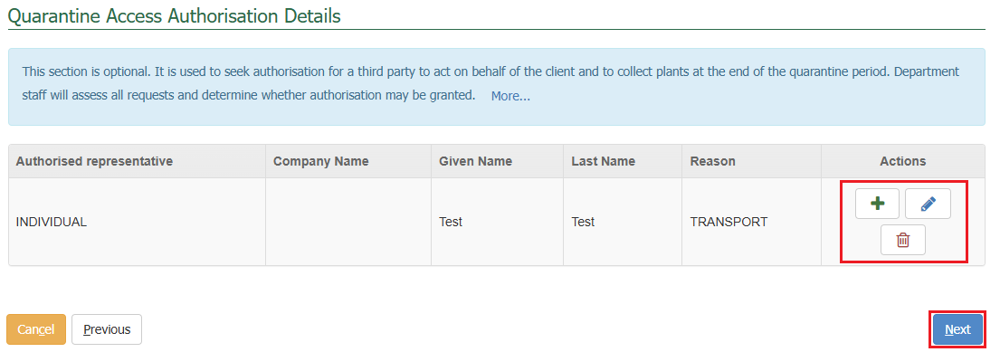 Quarantine Access Authorisation Details
This section is optional. It is used to seek authorisation for a third party to act on behalf of the client and to collect plants at the end of the quarantine period. Department
staff will assess all requests and determine whether authorisation may be granted. More...
Authorised representative Company Name Given Name Last Name Reason Actions
INDIVIDUAL Test Test TRANSPORT
Cancel Previous Next